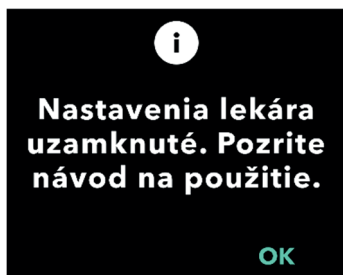 i
Nastavenia lekára
uzamknuté. Pozrite
návod na použitie.
OK